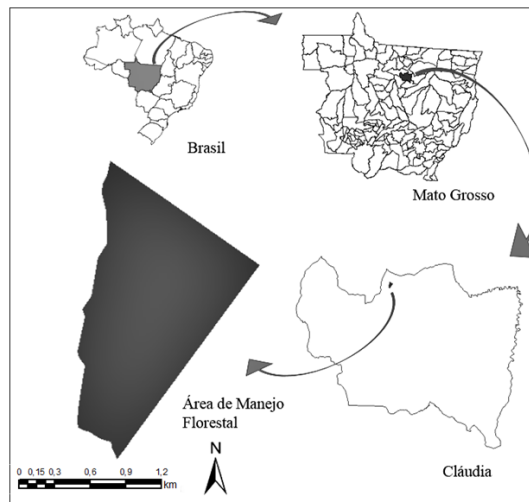 Brasil
Mato Grosso
Área de Manejo
Florestal
Cláudia
N
0 0,15 0,3 0,6 0,9 1,2
km